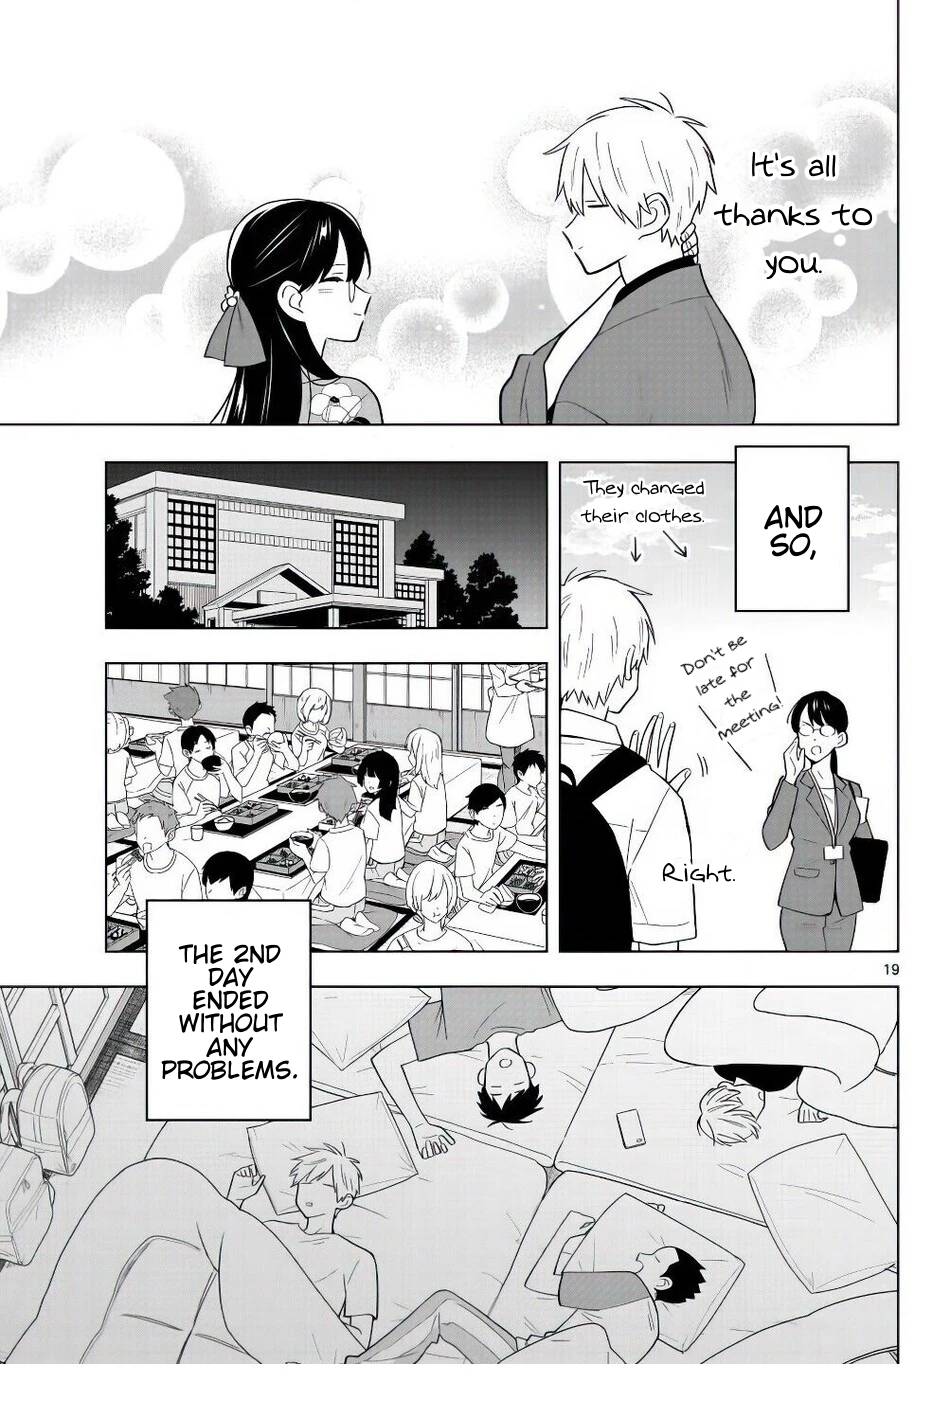 It's all
thanks to
you.
AND
SO,
They changed
their clothes.
Don't be
late for
the
meeting!
Right.
THE 2ND
DAY
ENDED
WITHOUT
ANY
PROBLEMS.
19